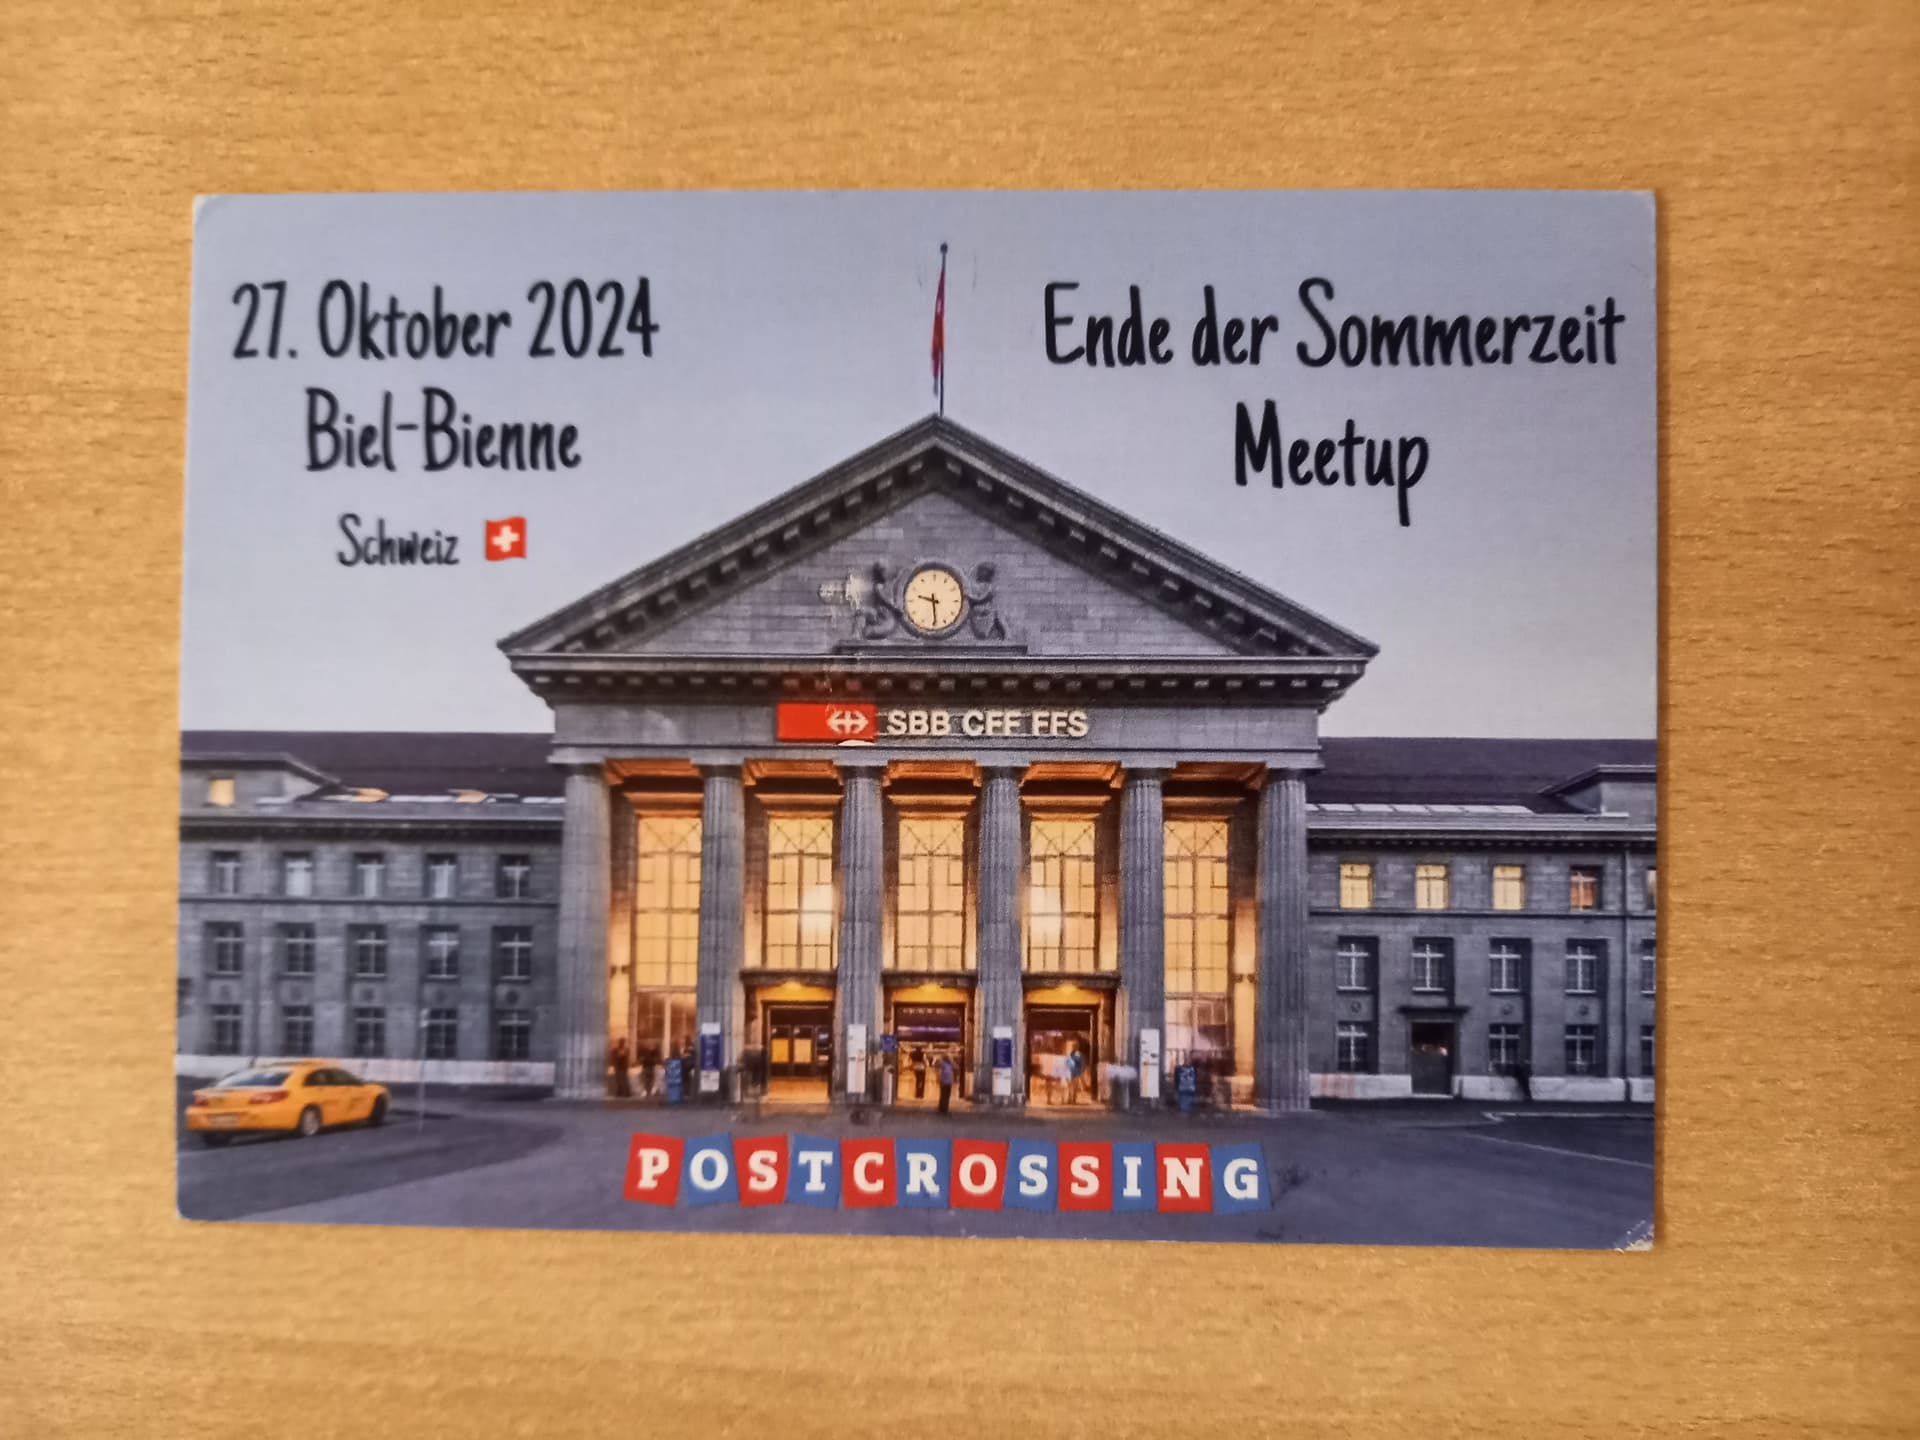 27. Oktober 2024
Biel-Bienne
Schweiz
Ende der Sommerzeit
Meetup
SBB CFF FFS
POSTCROSSING